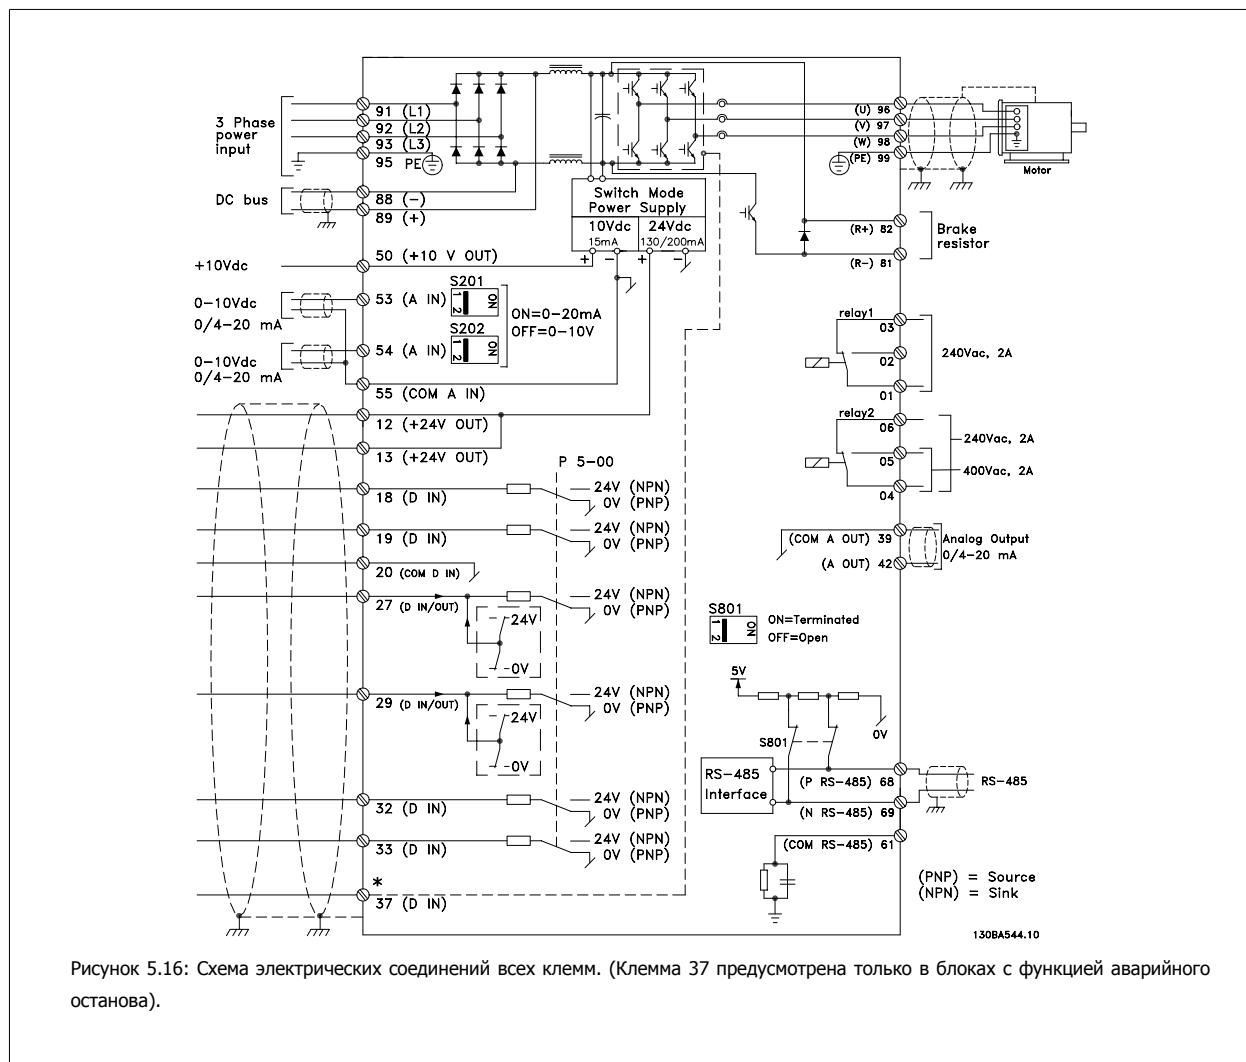 3 Phase
power
input
91 (L1)
92 (L2)
93 (L3)
95 PE
DC bus
88 (−)
89 (+)
+10Vdc
50 (+10 V OUT)
0−10Vdc
0/4−20 mA
53 (A IN)
S201
1 2
ON
ON=0−20mA
OFF=0−10V
S202
1 2
ON
0−10Vdc
0/4−20 mA
54 (A IN)
55 (COM A IN)
12 (+24V OUT)
13 (+24V OUT)
P 5-00
18 (D IN)
24V (NPN)
0V (PNP)
19 (D IN)
24V (NPN)
0V (PNP)
20 (COM D IN)
27 (D IN/OUT)
24V (NPN)
0V (PNP)
24V
0V
29 (D IN/OUT)
24V (NPN)
0V (PNP)
24V
0V
32 (D IN)
24V (NPN)
0V (PNP)
33 (D IN)
24V (NPN)
0V (PNP)
*
37 (D IN)
Switch Mode
Power Supply
10Vdc
15mA
24Vdc
130/200mA
+ − + −
(U) 96
(V) 97
(W) 98
(PE) 99
Motor
(R+) 82
(R−) 81
Brake
resistor
relay1
03
02
01
240Vac, 2A
relay2
06
05
04
240Vac, 2A
400Vac, 2A
(COM A OUT) 39
(A OUT) 42
Analog Output
0/4−20 mA
S801
1 2
ON
ON=Terminated
OFF=Open
5V
S801
0V
RS-485
Interface
(P RS-485) 68
(N RS-485) 69
(COM RS-485) 61
RS-485
(PNP) = Source
(NPN) = Sink
130BA544.10
Рисунок 5.16: Схема электрических соединений всех клемм. (Клемма 37 предусмотрена только в блоках с функцией аварийного
останова).